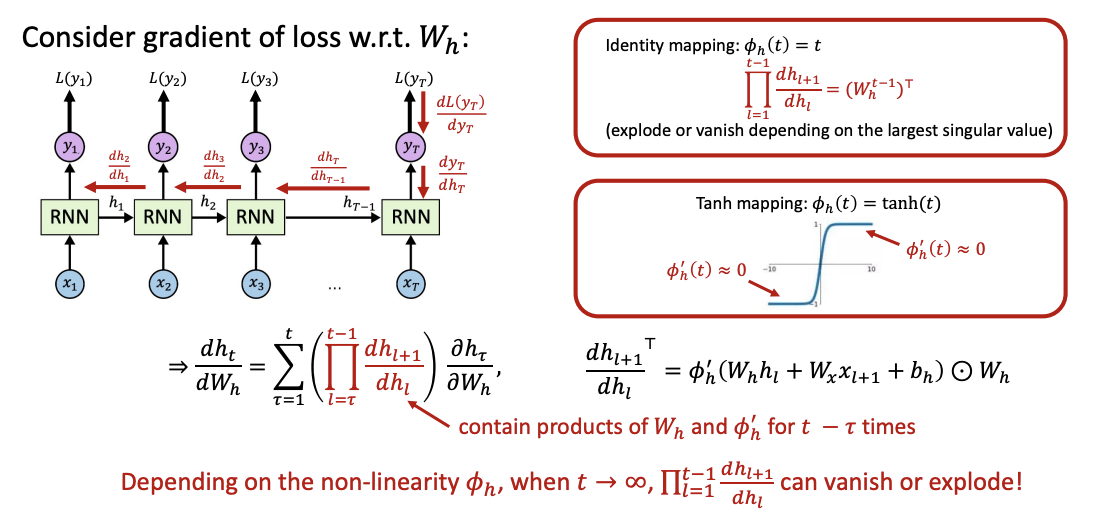 Consider gradient of loss w.r.t. $W_h$:
$L(y_1)$ $L(y_2)$ $L(y_3)$ $L(y_T)$
$\frac{dL(y_T)}{dy_T}$
$y_1$ $y_2$ $y_3$ $y_T$
$\frac{dh_2}{dh_1}$ $\frac{dh_3}{dh_2}$ $\frac{dh_T}{dh_{T-1}}$ $\frac{dy_T}{dh_T}$
RNN $h_1$ RNN $h_2$ RNN $h_{T-1}$ RNN
$x_1$ $x_2$ $x_3$ ... $x_T$
Identity mapping: $\phi_h(t) = t$
$\prod_{l=1}^{t-1} \frac{dh_{l+1}}{dh_l} = (W_h^{t-1})^\top$
(explode or vanish depending on the largest singular value)
Tanh mapping: $\phi_h(t) = \tanh(t)$
1
$\phi_h'(t) \approx 0$
$\phi_h'(t) \approx 0$ −10 10
−1
$\Rightarrow \frac{dh_t}{dW_h} = \sum_{\tau=1}^{t} \left( \prod_{l=\tau}^{t-1} \frac{dh_{l+1}}{dh_l} \right) \frac{\partial h_\tau}{\partial W_h},$
$\frac{dh_{l+1}}{dh_l}^\top = \phi_h'(W_h h_l + W_x x_{l+1} + b_h) \odot W_h$
contain products of $W_h$ and $\phi_h'$ for $t - \tau$ times
Depending on the non-linearity $\phi_h$, when $t \to \infty$, $\prod_{l=1}^{t-1} \frac{dh_{l+1}}{dh_l}$ can vanish or explode!